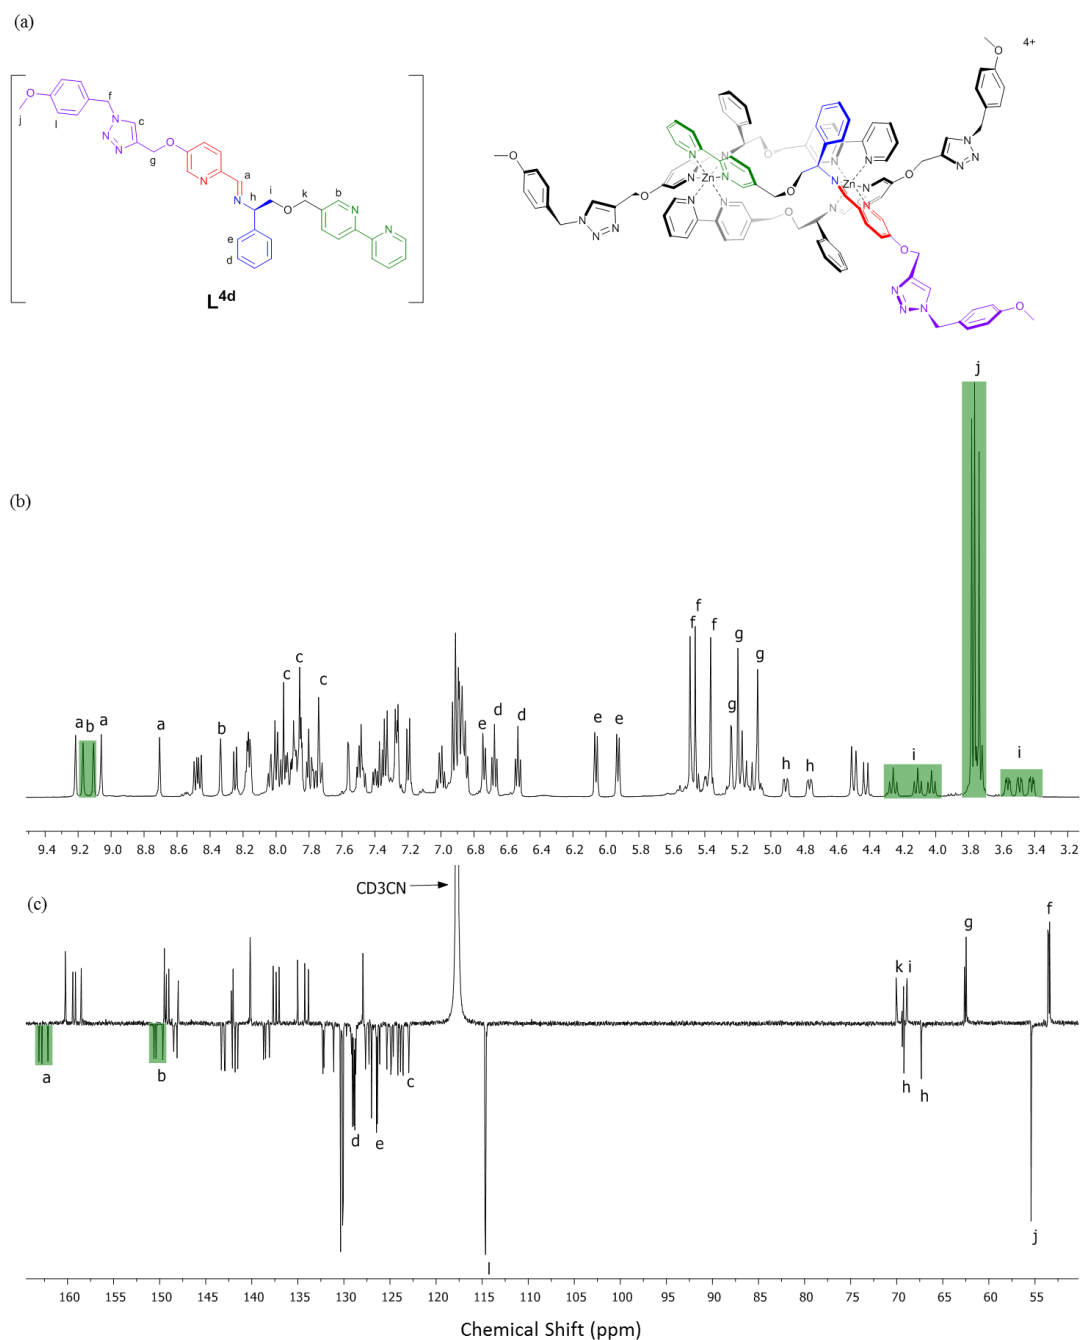 (a)
4+
O
f
j
l
N
c
N
N
g
O
a
N
N
h
i
O
k
b
N
N
e
d
L4d
O
N
N
N
O
N
N
N
Zn
N
N
N
O
O
O
O
N
N
N
Zn
N
N
N
O
N
N
N
O
O
N
N
N
O
(b)
j
a b a
c c c
b
e d d
e e
f f f
g g g
h h
i
i
9.4 9.2 9.0 8.8 8.6 8.4 8.2 8.0 7.8 7.6 7.4 7.2 7.0 6.8 6.6 6.4 6.2 6.0 5.8 5.6 5.4 5.2 5.0 4.8 4.6 4.4 4.2 4.0 3.8 3.6 3.4 3.2
(c)
CD3CN
a
b
d
e
c
l
k i
h
h
g
f
j
160 155 150 145 140 135 130 125 120 115 110 105 100 95 90 85 80 75 70 65 60 55
Chemical Shift (ppm)